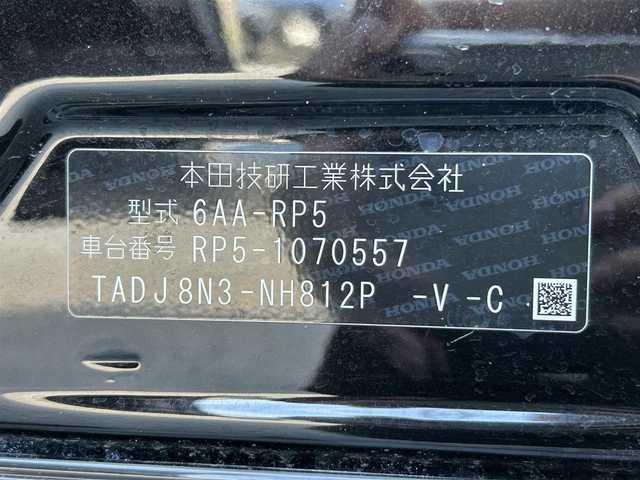 本田技研工業株式会社
型式 6AA-RP5
車台番号 RP5-1070557
TADJ8N3-NH812P -V-C